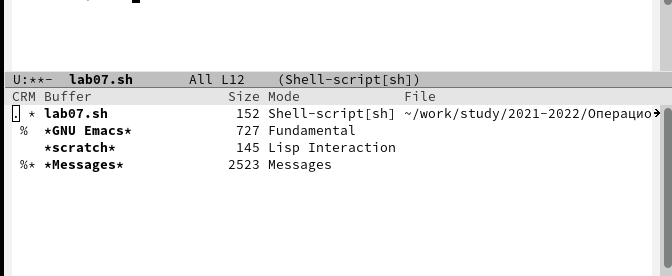 U:**-  lab07.sh       All L12    (Shell-script[sh])
CRM Buffer                 Size Mode             File
. * lab07.sh                152 Shell-script[sh] ~/work/study/2021-2022/Операцио→
 %  *GNU Emacs*             727 Fundamental
    *scratch*               145 Lisp Interaction
 %* *Messages*             2523 Messages